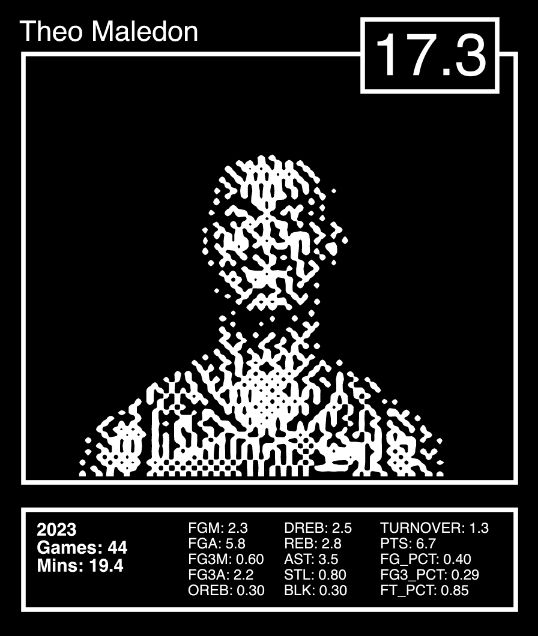 Theo Maledon
17.3
2023
Games: 44
Mins: 19.4
FGM: 2.3
FGA: 5.8
FG3M: 0.60
FG3A: 2.2
OREB: 0.30
DREB: 2.5
REB: 2.8
AST: 3.5
STL: 0.80
BLK: 0.30
TURNOVER: 1.3
PTS: 6.7
FG_PCT: 0.40
FG3_PCT: 0.29
FT_PCT: 0.85